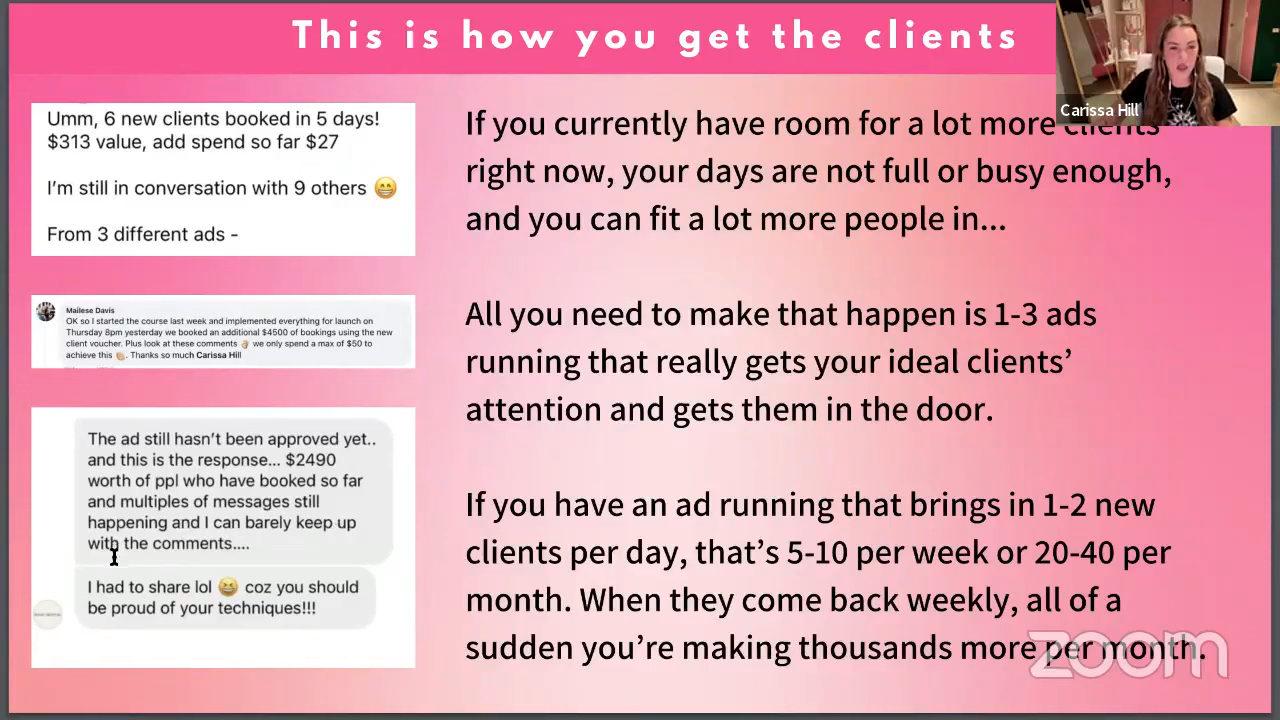 This is how you get the clients
Carissa Hill
Umm, 6 new clients booked in 5 days!
$313 value, add spend so far $27
I'm still in conversation with 9 others 😁
From 3 different ads -
Mailese Davis
OK so I started the course last week and implemented everything for launch on
Thursday 8pm yesterday we booked an additional $4500 of bookings using the new
client voucher. Plus look at these comments 👌 we only spend a max of $50 to
achieve this 👏. Thanks so much Carissa Hill
The ad still hasn't been approved yet..
and this is the response... $2490
worth of ppl who have booked so far
and multiples of messages still
happening and I can barely keep up
with the comments....
I had to share lol 😆 coz you should
be proud of your techniques!!!
If you currently have room for a lot more clients
right now, your days are not full or busy enough,
and you can fit a lot more people in...
All you need to make that happen is 1-3 ads
running that really gets your ideal clients’
attention and gets them in the door.
If you have an ad running that brings in 1-2 new
clients per day, that’s 5-10 per week or 20-40 per
month. When they come back weekly, all of a
sudden you’re making thousands more per month.
zoom